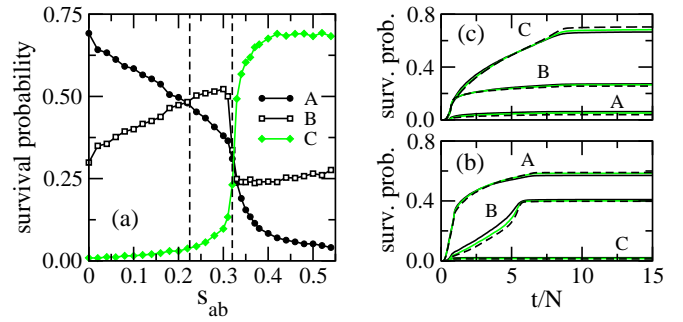 survival probability
0.75
0.50
0.25
0.00
0
0.1
0.2
0.3
0.4
0.5
s_ab
(a)
A
B
C
surv. prob.
0.8
0.4
0.0
(c)
C
B
A
surv. prob.
0.8
0.4
0.0
0
5
10
15
t/N
(b)
A
B
C